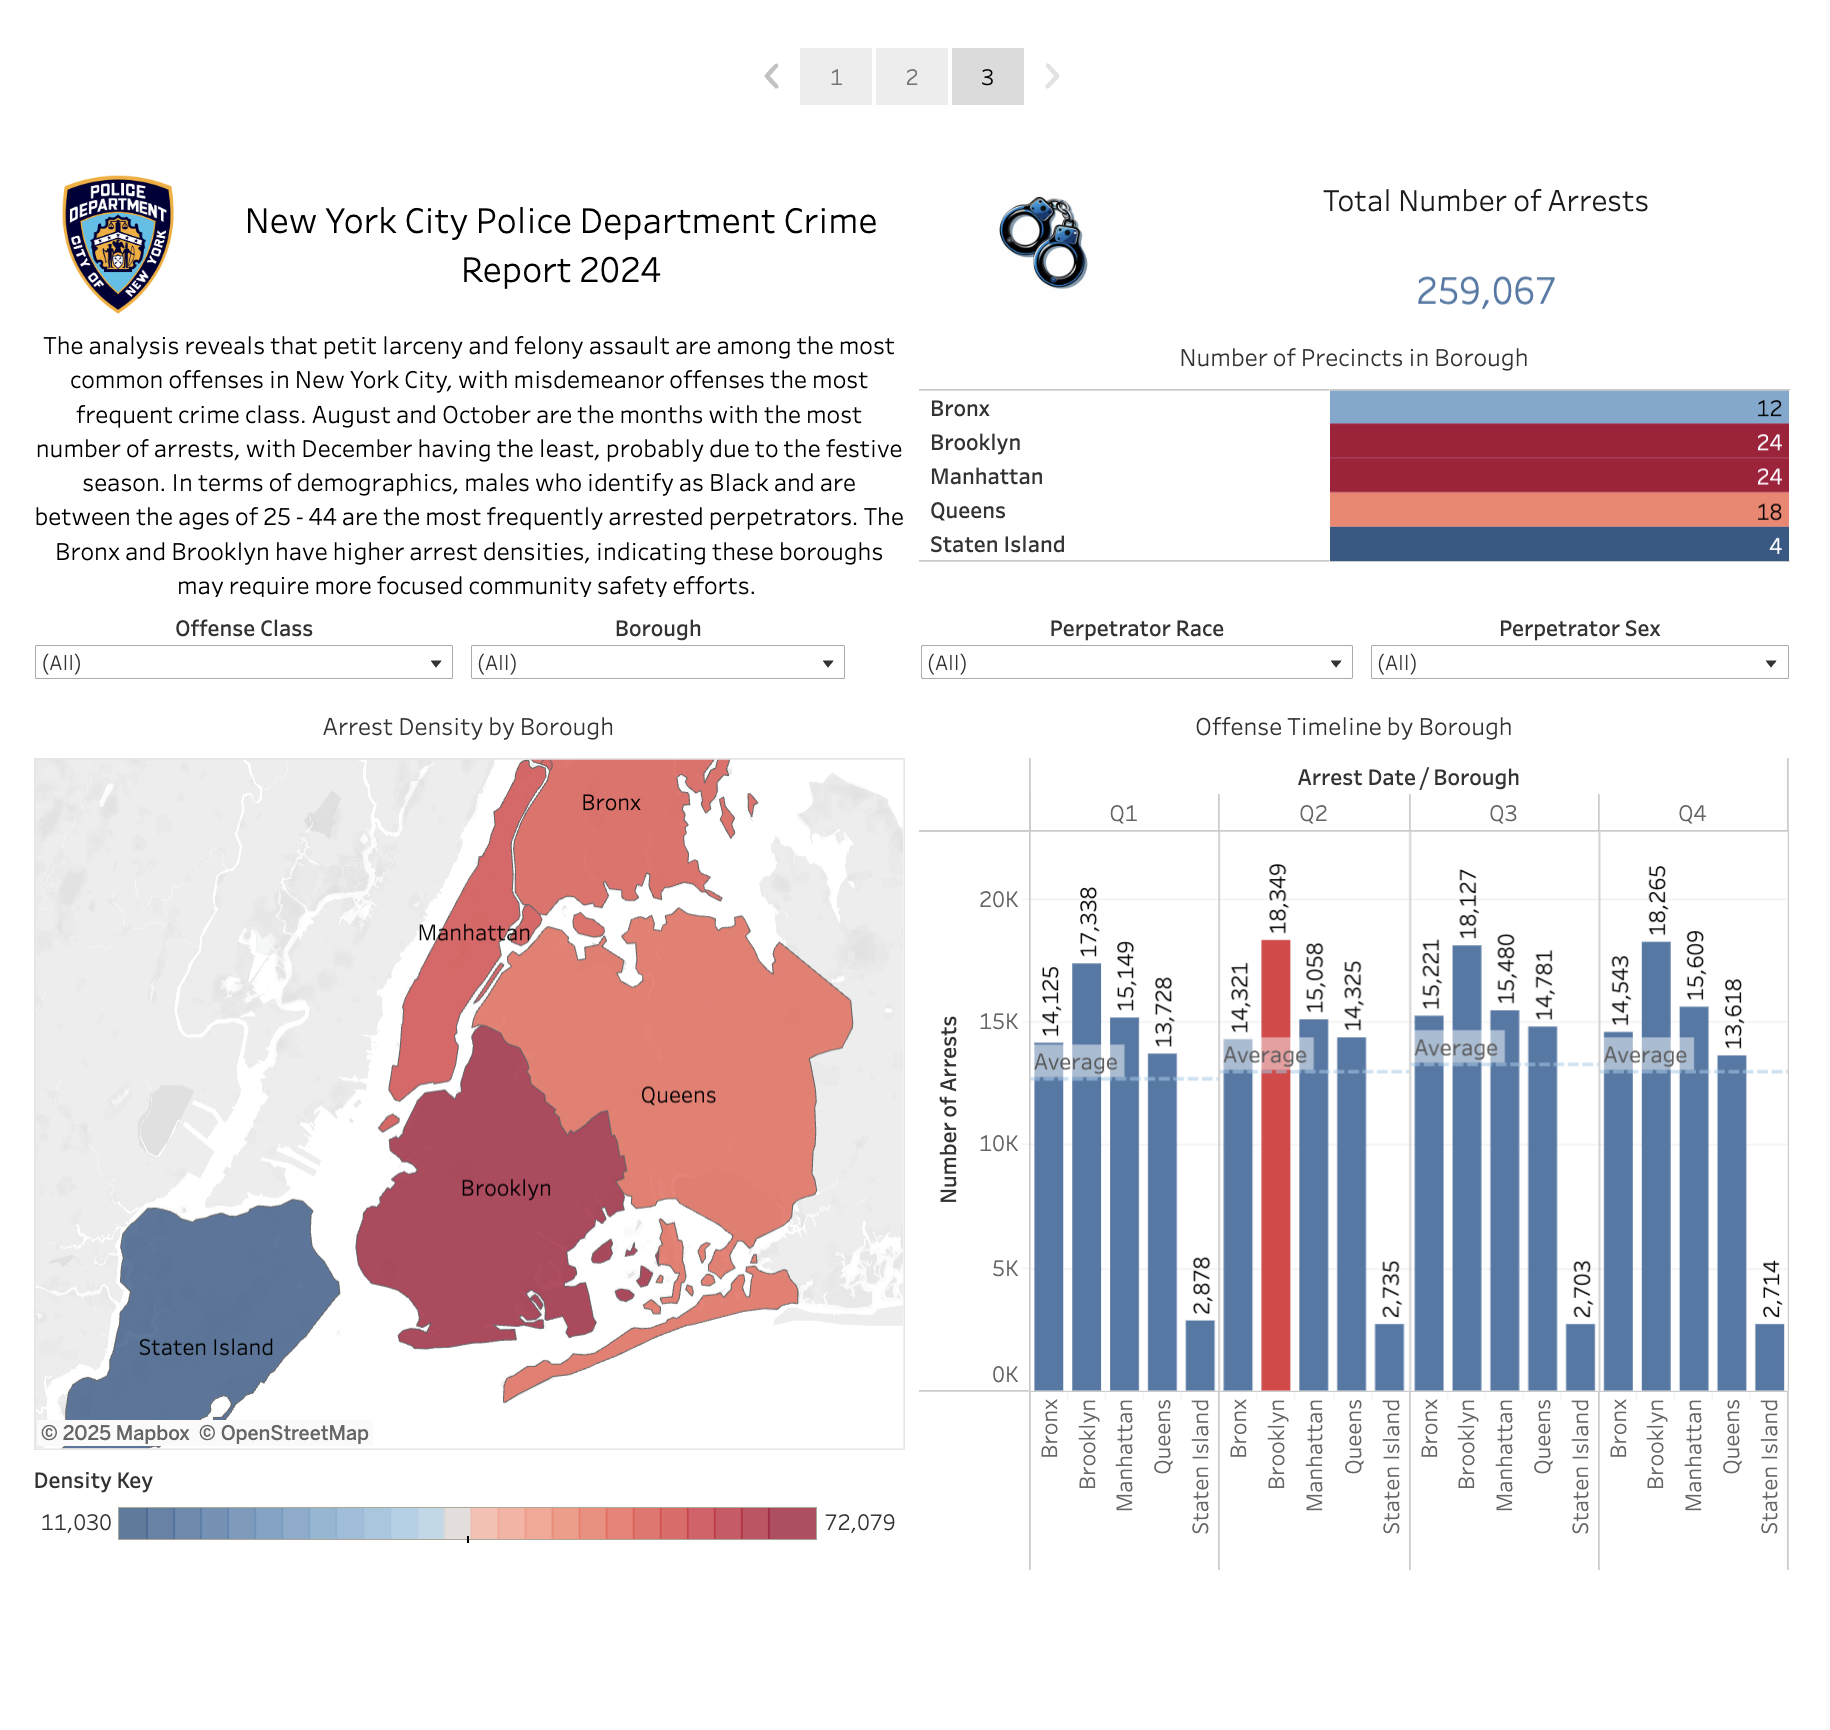 1 2 3
POLICE
DEPARTMENT
CITY OF
NEW YORK
New York City Police Department Crime
Report 2024
Total Number of Arrests
259,067
The analysis reveals that petit larceny and felony assault are among the most
common offenses in New York City, with misdemeanor offenses the most
frequent crime class. August and October are the months with the most
number of arrests, with December having the least, probably due to the festive
season. In terms of demographics, males who identify as Black and are
between the ages of 25 - 44 are the most frequently arrested perpetrators. The
Bronx and Brooklyn have higher arrest densities, indicating these boroughs
may require more focused community safety efforts.
Number of Precincts in Borough
Bronx 12
Brooklyn 24
Manhattan 24
Queens 18
Staten Island 4
Offense Class Borough Perpetrator Race Perpetrator Sex
(All) (All) (All) (All)
Arrest Density by Borough
Bronx
Manhattan
Queens
Brooklyn
Staten Island
© 2025 Mapbox © OpenStreetMap
Density Key
11,030 72,079
Offense Timeline by Borough
Arrest Date / Borough
Q1 Q2 Q3 Q4
Number of Arrests
20K
15K
10K
5K
0K
14,125 17,338 15,149 13,728 2,878
14,321 18,349 15,058 14,325 2,735
15,221 18,127 15,480 14,781 2,703
14,543 18,265 15,609 13,618 2,714
Average Average Average Average
Bronx Brooklyn Manhattan Queens Staten Island
Bronx Brooklyn Manhattan Queens Staten Island
Bronx Brooklyn Manhattan Queens Staten Island
Bronx Brooklyn Manhattan Queens Staten Island